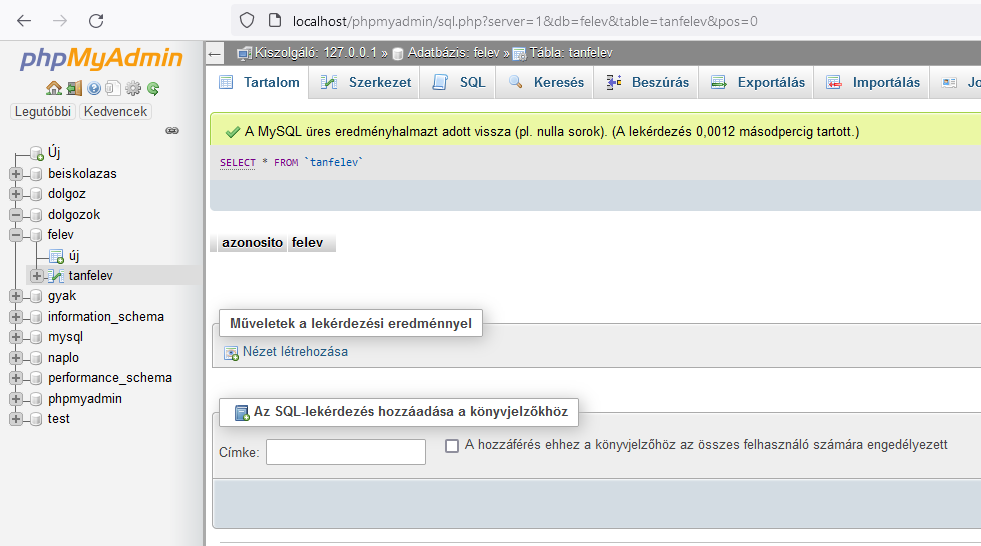 localhost/phpmyadmin/sql.php?server=1&db=felev&table=tanfelev&pos=0
phpMyAdmin
Legutóbbi Kedvencek
Új
beiskolazas
dolgoz
dolgozok
felev
új
tanfelev
gyak
information_schema
mysql
naplo
performance_schema
phpmyadmin
test
Kiszolgáló: 127.0.0.1 » Adatbázis: felev » Tábla: tanfelev
Tartalom Szerkezet SQL Keresés Beszúrás Exportálás Importálás Jo
A MySQL üres eredményhalmazt adott vissza (pl. nulla sorok). (A lekérdezés 0,0012 másodpercig tartott.)
SELECT * FROM `tanfelev`
azonosito felev
Műveletek a lekérdezési eredménnyel
Nézet létrehozása
Az SQL-lekérdezés hozzáadása a könyvjelzőkhöz
Címke: A hozzáférés ehhez a könyvjelzőhöz az összes felhasználó számára engedélyezett